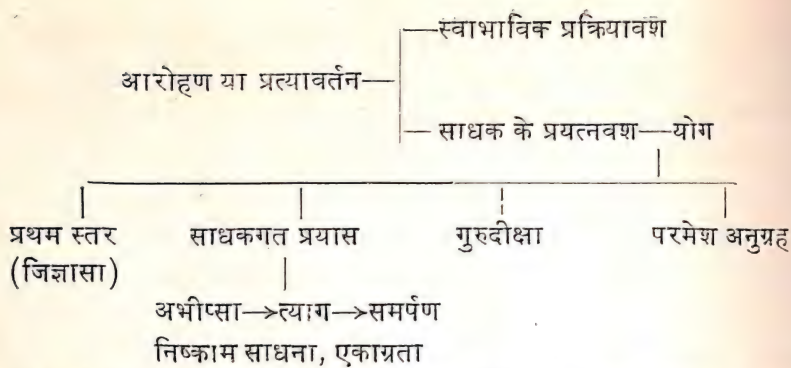 स्वाभाविक प्रक्रियावश
आरोहण या प्रत्यावर्तन
साधक के प्रयत्नवश—योग
प्रथम स्तर साधकगत प्रयास गुरुदीक्षा परमेश अनुग्रह
(जिज्ञासा)
अभीप्सा→त्याग→समर्पण
निष्काम साधना, एकाग्रता